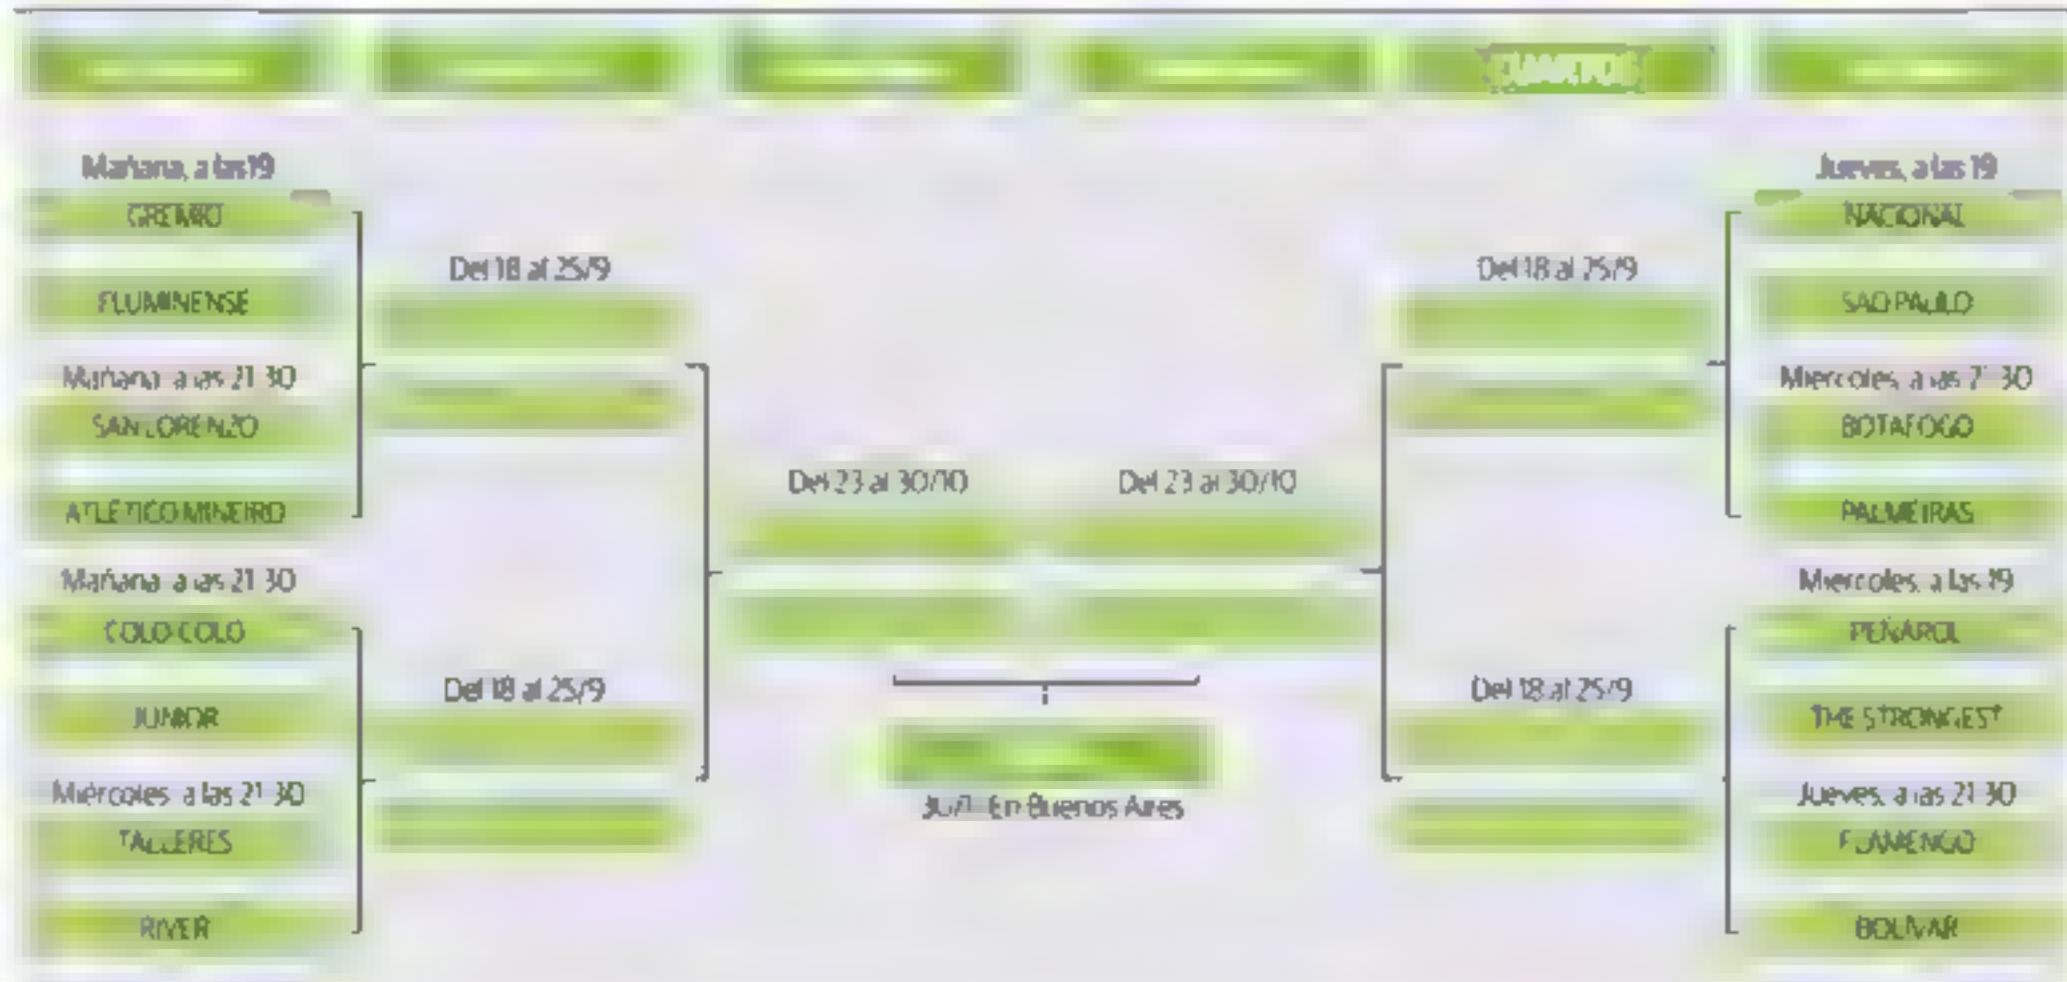 CUARTOS
Mañana, a las 19
GREMIO
FLUMINENSE
Mañana, a las 21.30
SAN LORENZO
ATLÉTICO MINEIRO
Del 18 al 25/9
Mañana, a las 21.30
COLO COLO
JUNIOR
Miércoles, a las 21.30
TALLERES
RIVER
Del 18 al 25/9
Del 23 al 30/10
Del 23 al 30/10
En Buenos Aires
Del 18 al 25/9
Del 18 al 25/9
Jueves, a las 19
NACIONAL
SAO PAULO
Miércoles, a las 21.30
BOTAFOGO
PALMEIRAS
Miércoles, a las 19
PEÑAROL
THE STRONGEST
Jueves, a las 21.30
FLAMENGO
BOLIVAR